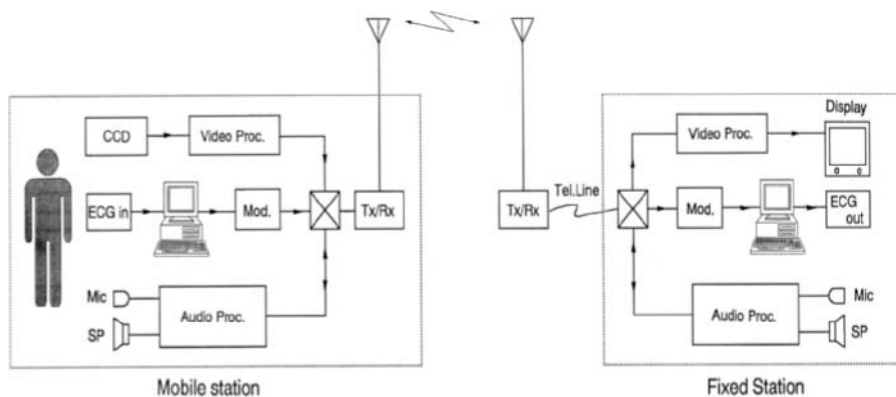 CCD
Video Proc.
ECG in
Mod.
Tx/Rx
Mic
SP
Audio Proc.
Mobile station
Tx/Rx
Tel.Line
Video Proc.
Display
Mod.
ECG
out
Audio Proc.
Mic
SP
Fixed Station